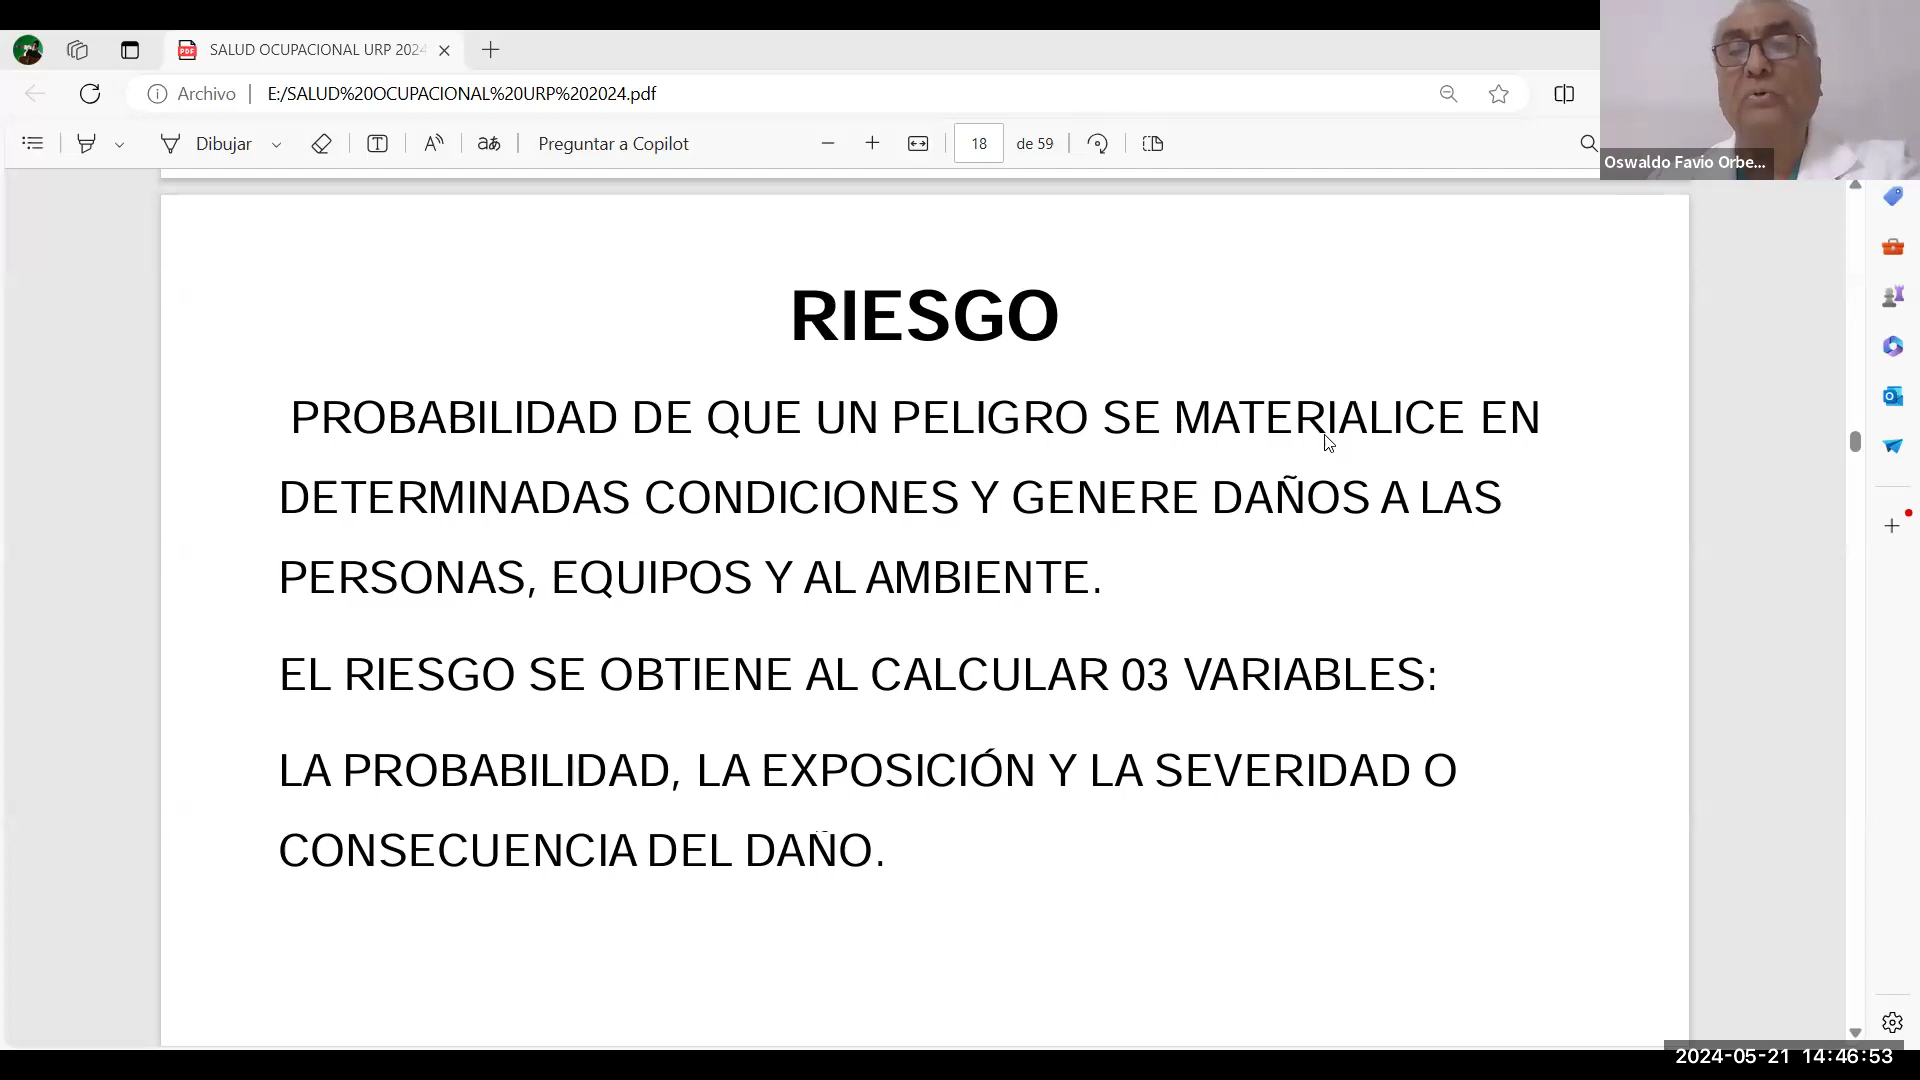 SALUD OCUPACIONAL URP 2024
Archivo
E:/SALUD%20OCUPACIONAL%20URP%202024.pdf
Dibujar
Preguntar a Copilot
18
de 59
Oswaldo Favio Orbe...
RIESGO
PROBABILIDAD DE QUE UN PELIGRO SE MATERIALICE EN
DETERMINADAS CONDICIONES Y GENERE DAÑOS A LAS
PERSONAS, EQUIPOS Y AL AMBIENTE.
EL RIESGO SE OBTIENE AL CALCULAR 03 VARIABLES:
LA PROBABILIDAD, LA EXPOSICIÓN Y LA SEVERIDAD O
CONSECUENCIA DEL DAÑO.
2024-05-21 14:46:53